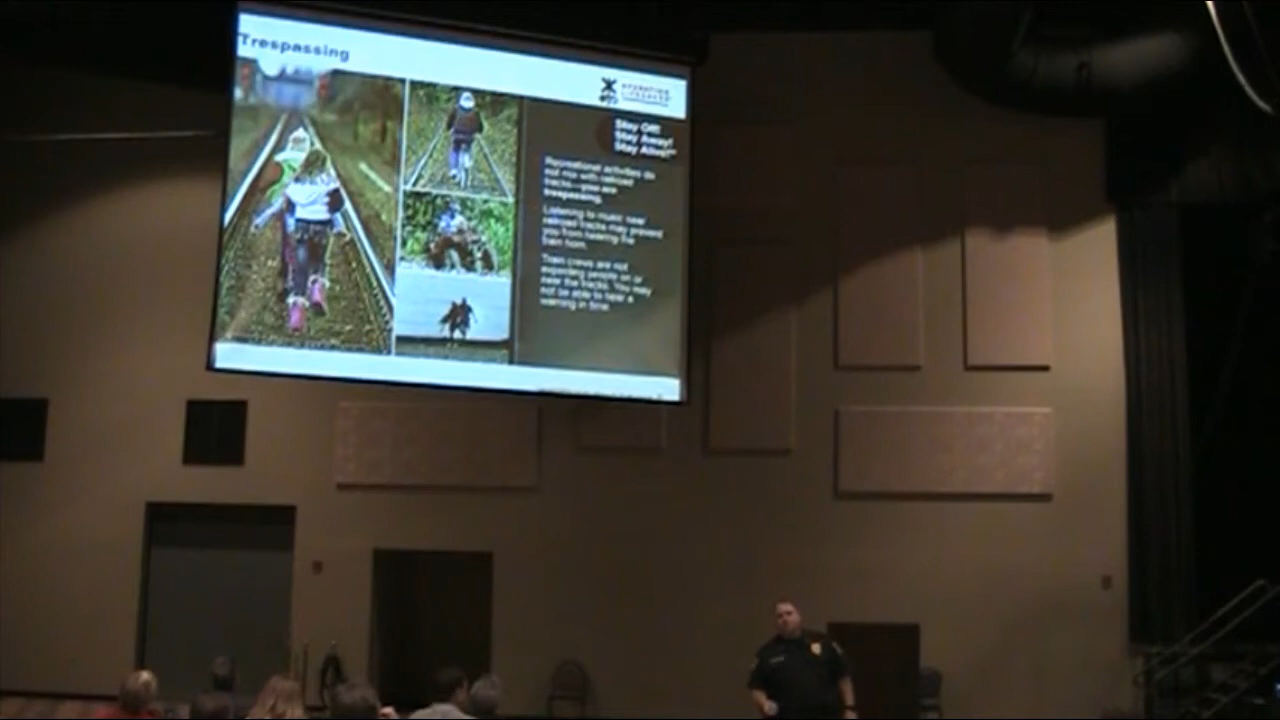 Trespassing
OPERATION
LIFESAVER
Stay Off!
Stay Away!
Stay Alive!
Recreational activities do
not mix with railroad
tracks—you are
trespassing.
Listening to music near
railroad tracks may prevent
you from hearing the
train horn.
Train crews are not
expecting people on or
near the tracks. You may
not be able to hear a
warning in time.